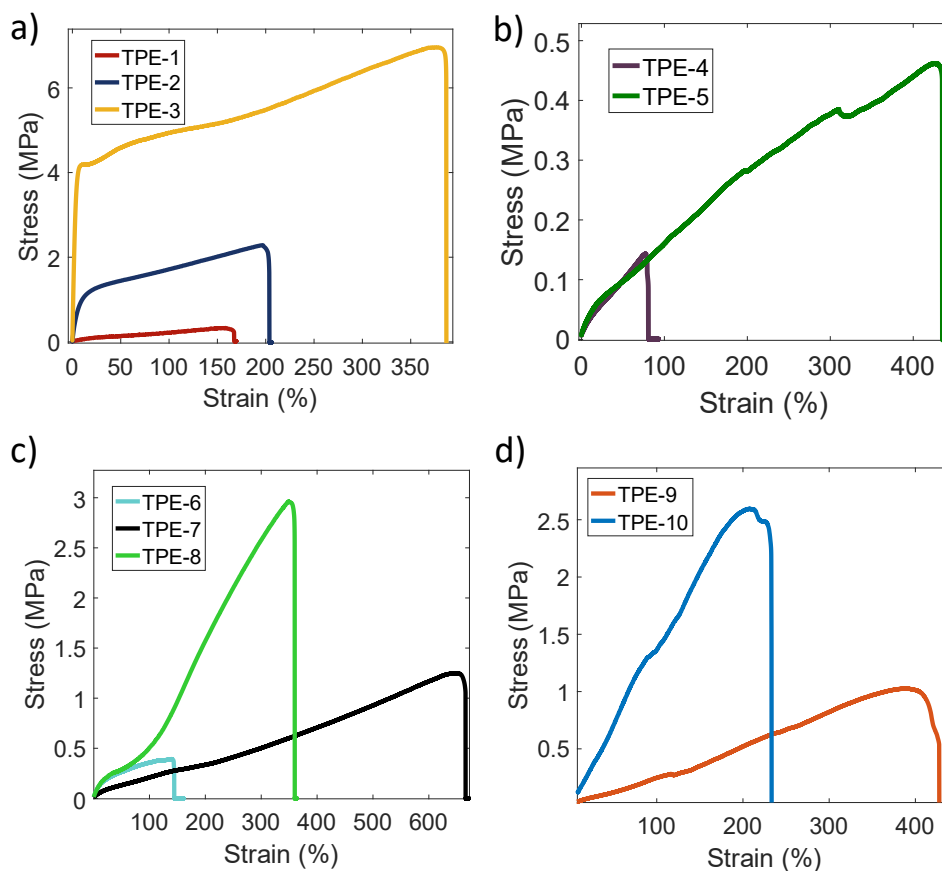 a)
TPE-1
TPE-2
TPE-3
Stress (MPa)
6
4
2
0
0 50 100 150 200 250 300 350
Strain (%)
b)
TPE-4
TPE-5
Stress (MPa)
0.5
0.4
0.3
0.2
0.1
0
0 100 200 300 400
Strain (%)
c)
TPE-6
TPE-7
TPE-8
Stress (MPa)
3
2.5
2
1.5
1
0.5
0
100 200 300 400 500 600
Strain (%)
d)
TPE-9
TPE-10
Stress (MPa)
2.5
2
1.5
1
0.5
100 200 300 400
Strain (%)